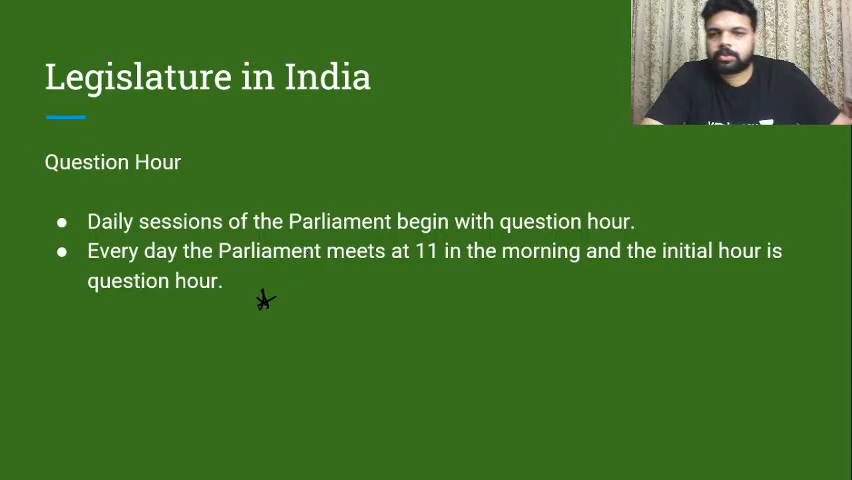 Legislature in India
Question Hour
● Daily sessions of the Parliament begin with question hour.
● Every day the Parliament meets at 11 in the morning and the initial hour is
question hour.